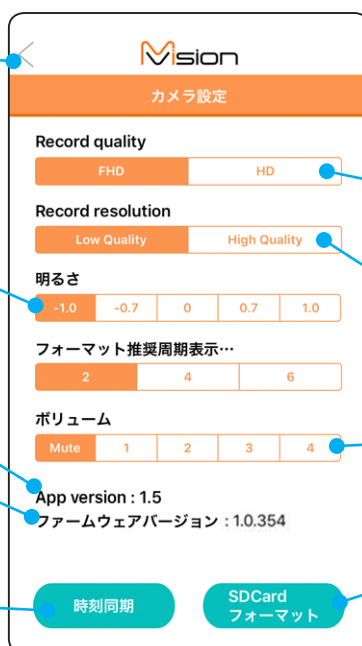 Msion
カメラ設定
Record quality
FHD HD
Record resolution
Low Quality High Quality
明るさ
-1.0 -0.7 0 0.7 1.0
フォーマット推奨周期表示…
2 4 6
ボリューム
Mute 1 2 3 4
App version : 1.5
ファームウェアバージョン : 1.0.354
時刻同期
SDCard
フォーマット